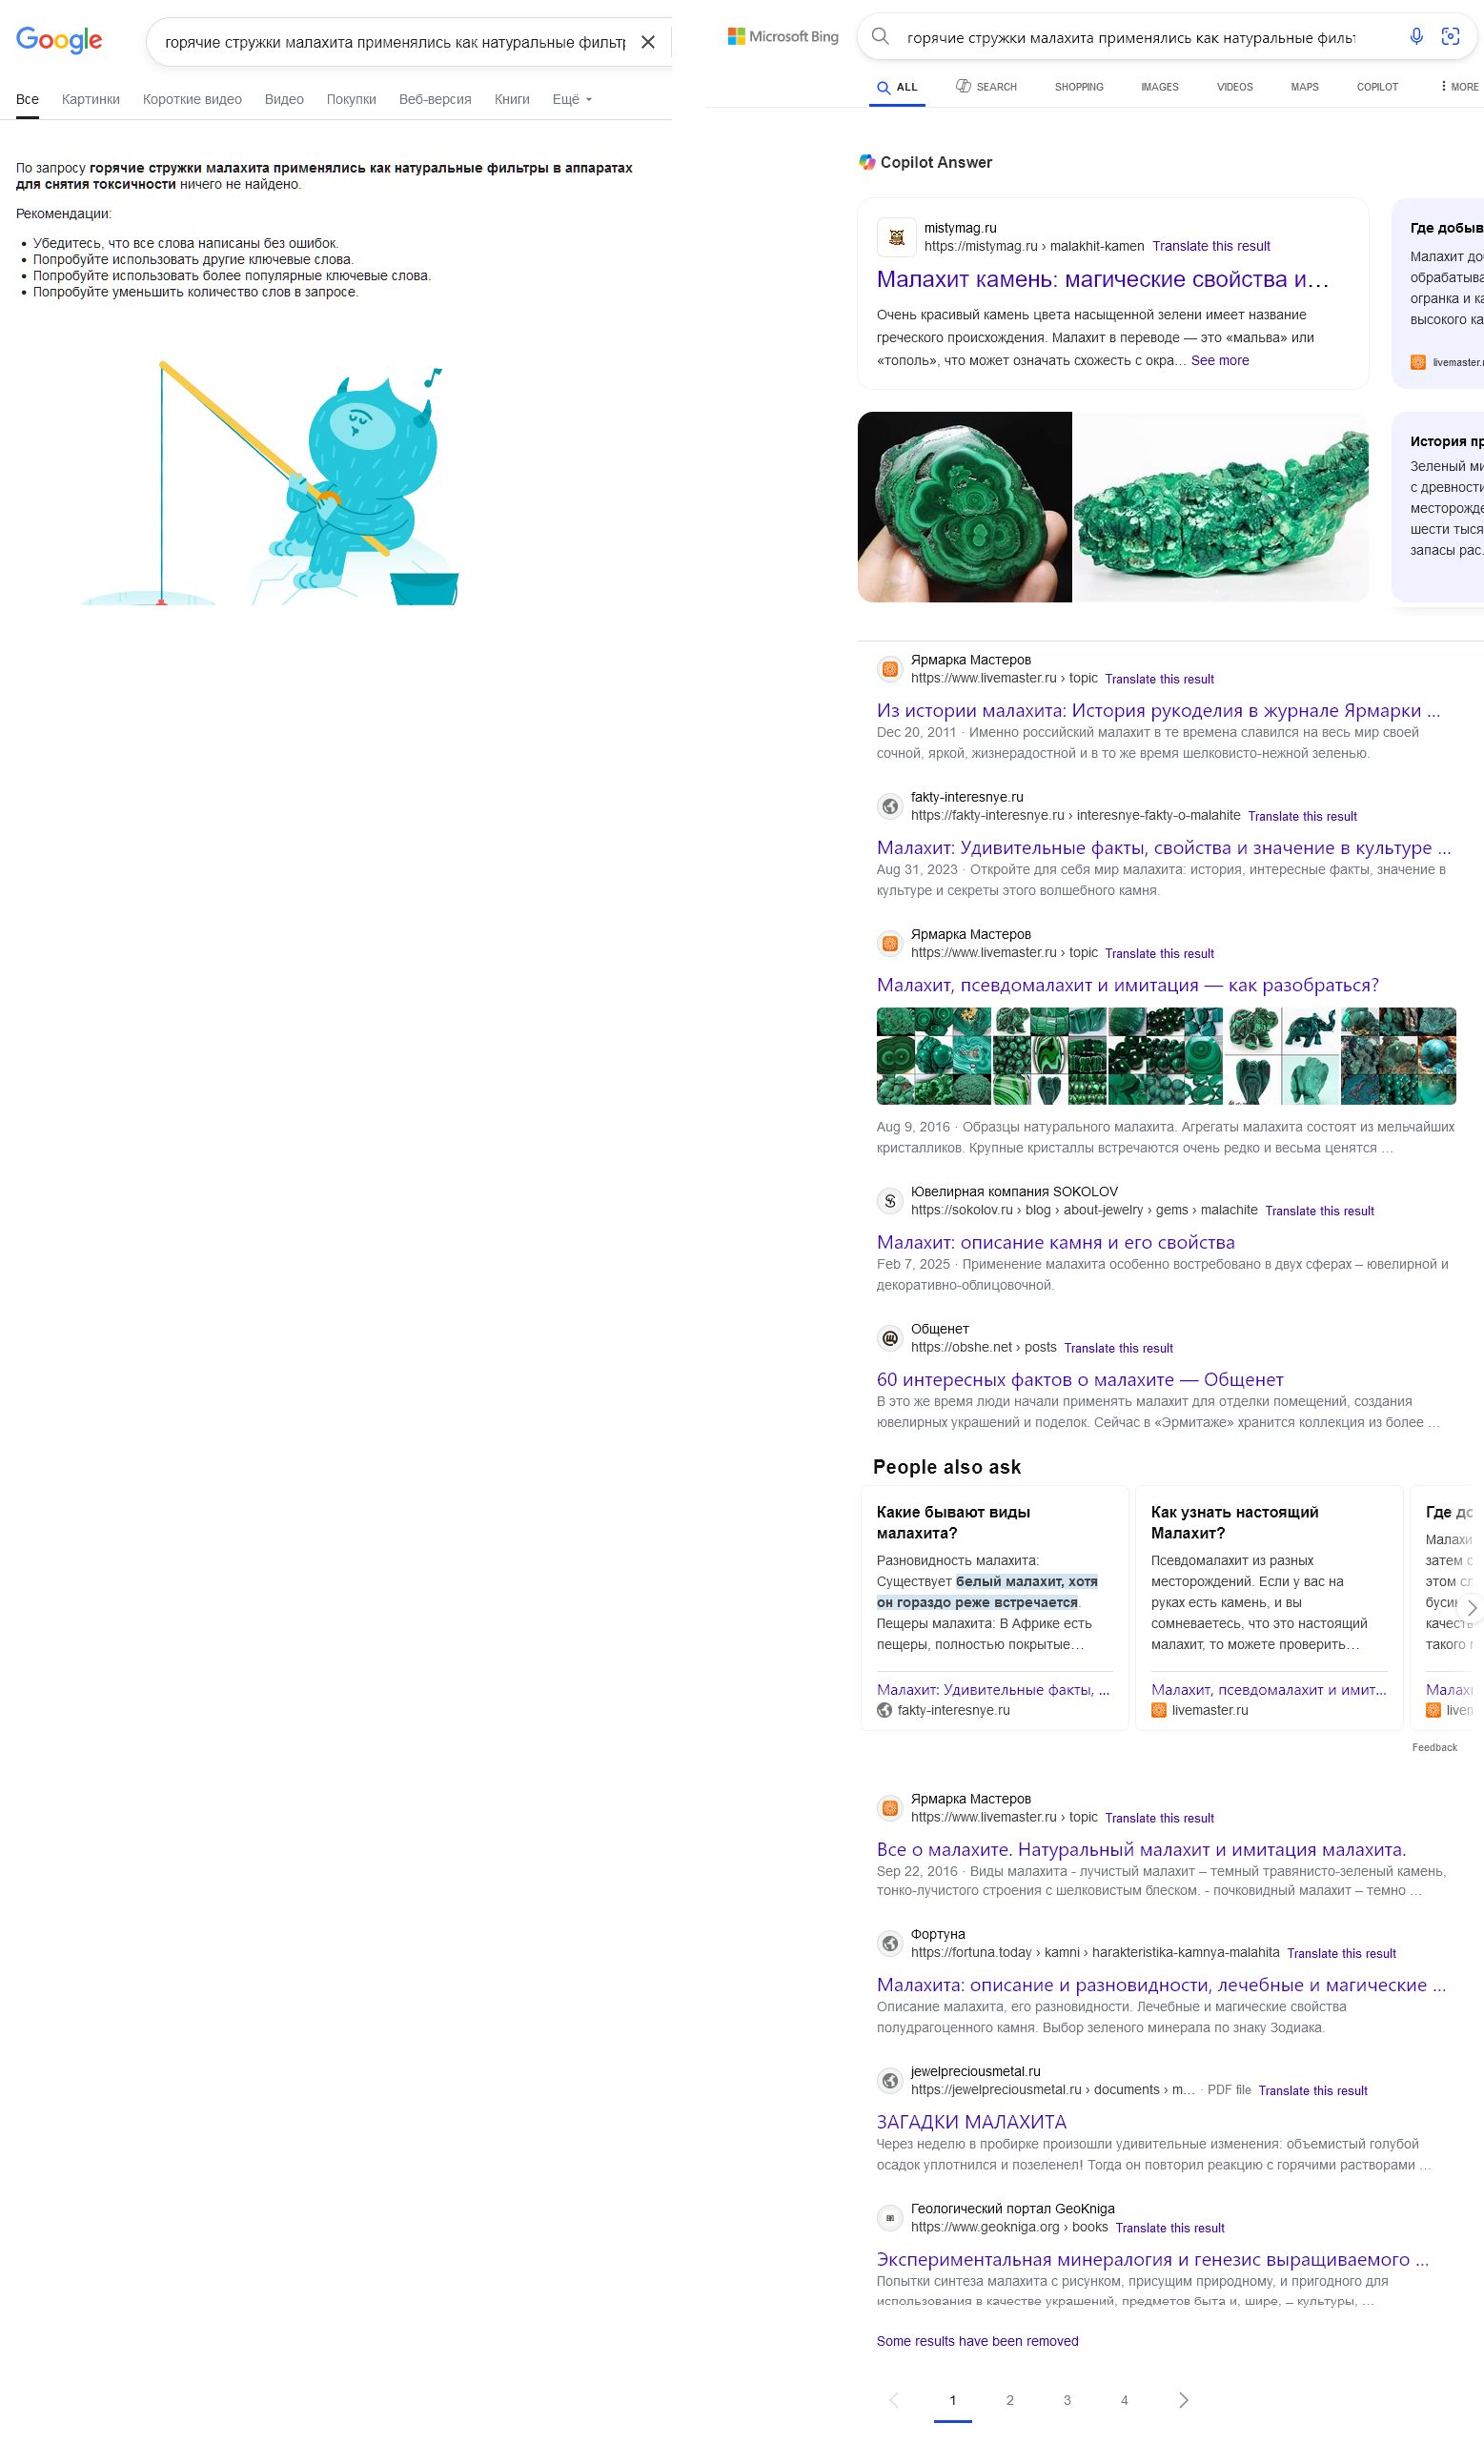 Google
горячие стружки малахита применялись как натуральные фильтр
Все Картинки Короткие видео Видео Покупки Веб-версия Книги Ещё
По запросу горячие стружки малахита применялись как натуральные фильтры в аппаратах
для снятия токсичности ничего не найдено.
Рекомендации:
• Убедитесь, что все слова написаны без ошибок.
• Попробуйте использовать другие ключевые слова.
• Попробуйте использовать более популярные ключевые слова.
• Попробуйте уменьшить количество слов в запросе.
Microsoft Bing
горячие стружки малахита применялись как натуральные фильт
ALL SEARCH SHOPPING IMAGES VIDEOS MAPS COPILOT MORE
Copilot Answer
mistymag.ru
https://mistymag.ru › malakhit-kamen Translate this result
Малахит камень: магические свойства и…
Очень красивый камень цвета насыщенной зелени имеет название
греческого происхождения. Малахит в переводе — это «мальва» или
«тополь», что может означать схожесть с окра… See more
Где добыв
Малахит до
обрабатыва
огранка и ка
высокого ка
livemaster.r
История пр
Зеленый ми
с древности
месторожде
шести тыся
запасы рас.
Ярмарка Мастеров
https://www.livemaster.ru › topic Translate this result
Из истории малахита: История рукоделия в журнале Ярмарки …
Dec 20, 2011 · Именно российский малахит в те времена славился на весь мир своей
сочной, яркой, жизнерадостной и в то же время шелковисто-нежной зеленью.
fakty-interesnye.ru
https://fakty-interesnye.ru › interesnye-fakty-o-malahite Translate this result
Малахит: Удивительные факты, свойства и значение в культуре …
Aug 31, 2023 · Откройте для себя мир малахита: история, интересные факты, значение в
культуре и секреты этого волшебного камня.
Ярмарка Мастеров
https://www.livemaster.ru › topic Translate this result
Малахит, псевдомалахит и имитация — как разобраться?
Aug 9, 2016 · Образцы натурального малахита. Агрегаты малахита состоят из мельчайших
кристалликов. Крупные кристаллы встречаются очень редко и весьма ценятся …
Ювелирная компания SOKOLOV
https://sokolov.ru › blog › about-jewelry › gems › malachite Translate this result
Малахит: описание камня и его свойства
Feb 7, 2025 · Применение малахита особенно востребовано в двух сферах – ювелирной и
декоративно-облицовочной.
Общенет
https://obshe.net › posts Translate this result
60 интересных фактов о малахите — Общенет
В это же время люди начали применять малахит для отделки помещений, создания
ювелирных украшений и поделок. Сейчас в «Эрмитаже» хранится коллекция из более …
People also ask
Какие бывают виды
малахита?
Разновидность малахита:
Существует белый малахит, хотя
он гораздо реже встречается.
Пещеры малахита: В Африке есть
пещеры, полностью покрытые…
Малахит: Удивительные факты, …
fakty-interesnye.ru
Как узнать настоящий
Малахит?
Псевдомалахит из разных
месторождений. Если у вас на
руках есть камень, и вы
сомневаетесь, что это настоящий
малахит, то можете проверить…
Малахит, псевдомалахит и имит…
livemaster.ru
Где до
Малахи
затем с
этом сл
бусин
качеств
такого
Малахи
livem
Feedback
Ярмарка Мастеров
https://www.livemaster.ru › topic Translate this result
Все о малахите. Натуральный малахит и имитация малахита.
Sep 22, 2016 · Виды малахита - лучистый малахит – темный травянисто-зеленый камень,
тонко-лучистого строения с шелковистым блеском. - почковидный малахит – темно …
Фортуна
https://fortuna.today › kamni › harakteristika-kamnya-malahita Translate this result
Малахита: описание и разновидности, лечебные и магические …
Описание малахита, его разновидности. Лечебные и магические свойства
полудрагоценного камня. Выбор зеленого минерала по знаку Зодиака.
jewelpreciousmetal.ru
https://jewelpreciousmetal.ru › documents › m… · PDF file Translate this result
ЗАГАДКИ МАЛАХИТА
Через неделю в пробирке произошли удивительные изменения: объемистый голубой
осадок уплотнился и позеленел! Тогда он повторил реакцию с горячими растворами …
Геологический портал GeoKniga
https://www.geokniga.org › books Translate this result
Экспериментальная минералогия и генезис выращиваемого …
Попытки синтеза малахита с рисунком, присущим природному, и пригодного для
использования в качестве украшений, предметов быта и, шире, – культуры, …
Some results have been removed
1 2 3 4